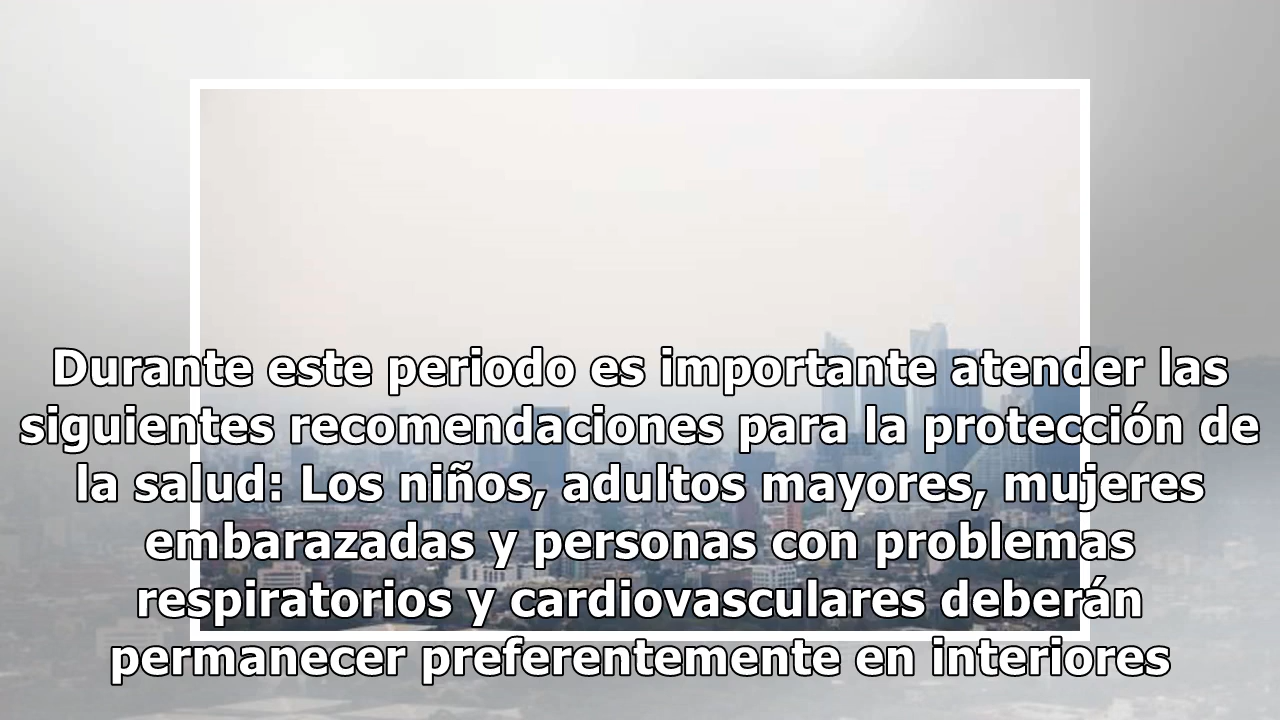 Durante este periodo es importante atender las
siguientes recomendaciones para la protección de
la salud: Los niños, adultos mayores, mujeres
embarazadas y personas con problemas
respiratorios y cardiovasculares deberán
permanecer preferentemente en interiores